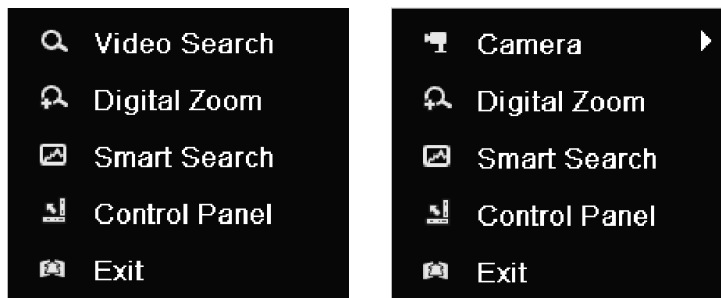 Video Search
Digital Zoom
Smart Search
Control Panel
Exit
Camera
Digital Zoom
Smart Search
Control Panel
Exit